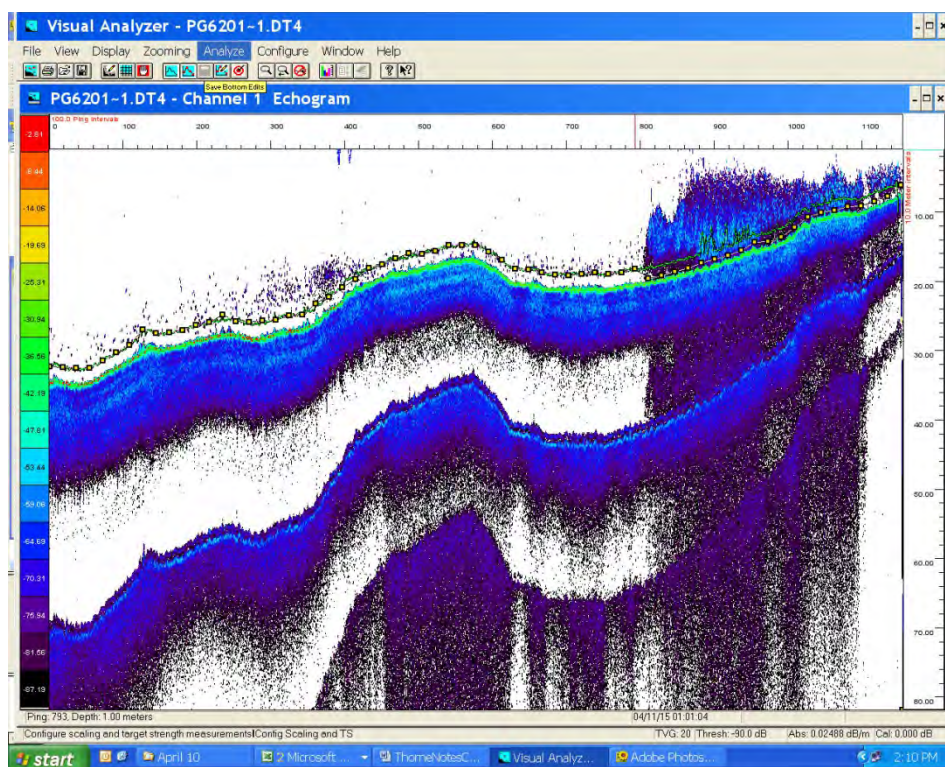 Visual Analyzer - PG6201~1.DT4
File View Display Zooming Analyze Configure Window Help
Save Bottom Edits
PG6201~1.DT4 - Channel 1 Echogram
100.0 Ping Intervals
0 100 200 300 400 500 600 700 800 900 1000 1100
10.0 Meter intervals
-2.81
-8.44
-14.06
-19.69
-25.31
-30.94
-36.56
-42.19
-47.81
-53.44
-59.06
-64.69
-70.31
-75.94
-81.56
-87.19
10.00
20.00
30.00
40.00
50.00
60.00
70.00
80.00
Ping: 793, Depth: 1.00 meters 04/11/15 01:01:04
Configure scaling and target strength measurements Config Scaling and TS TVG: 20 Thresh: -90.0 dB Abs: 0.02488 dB/m Cal: 0.000 dB
start April 10 2 Microsoft ... ThorneNotesC... Visual Analyz... Adobe Photos... 2:10 PM